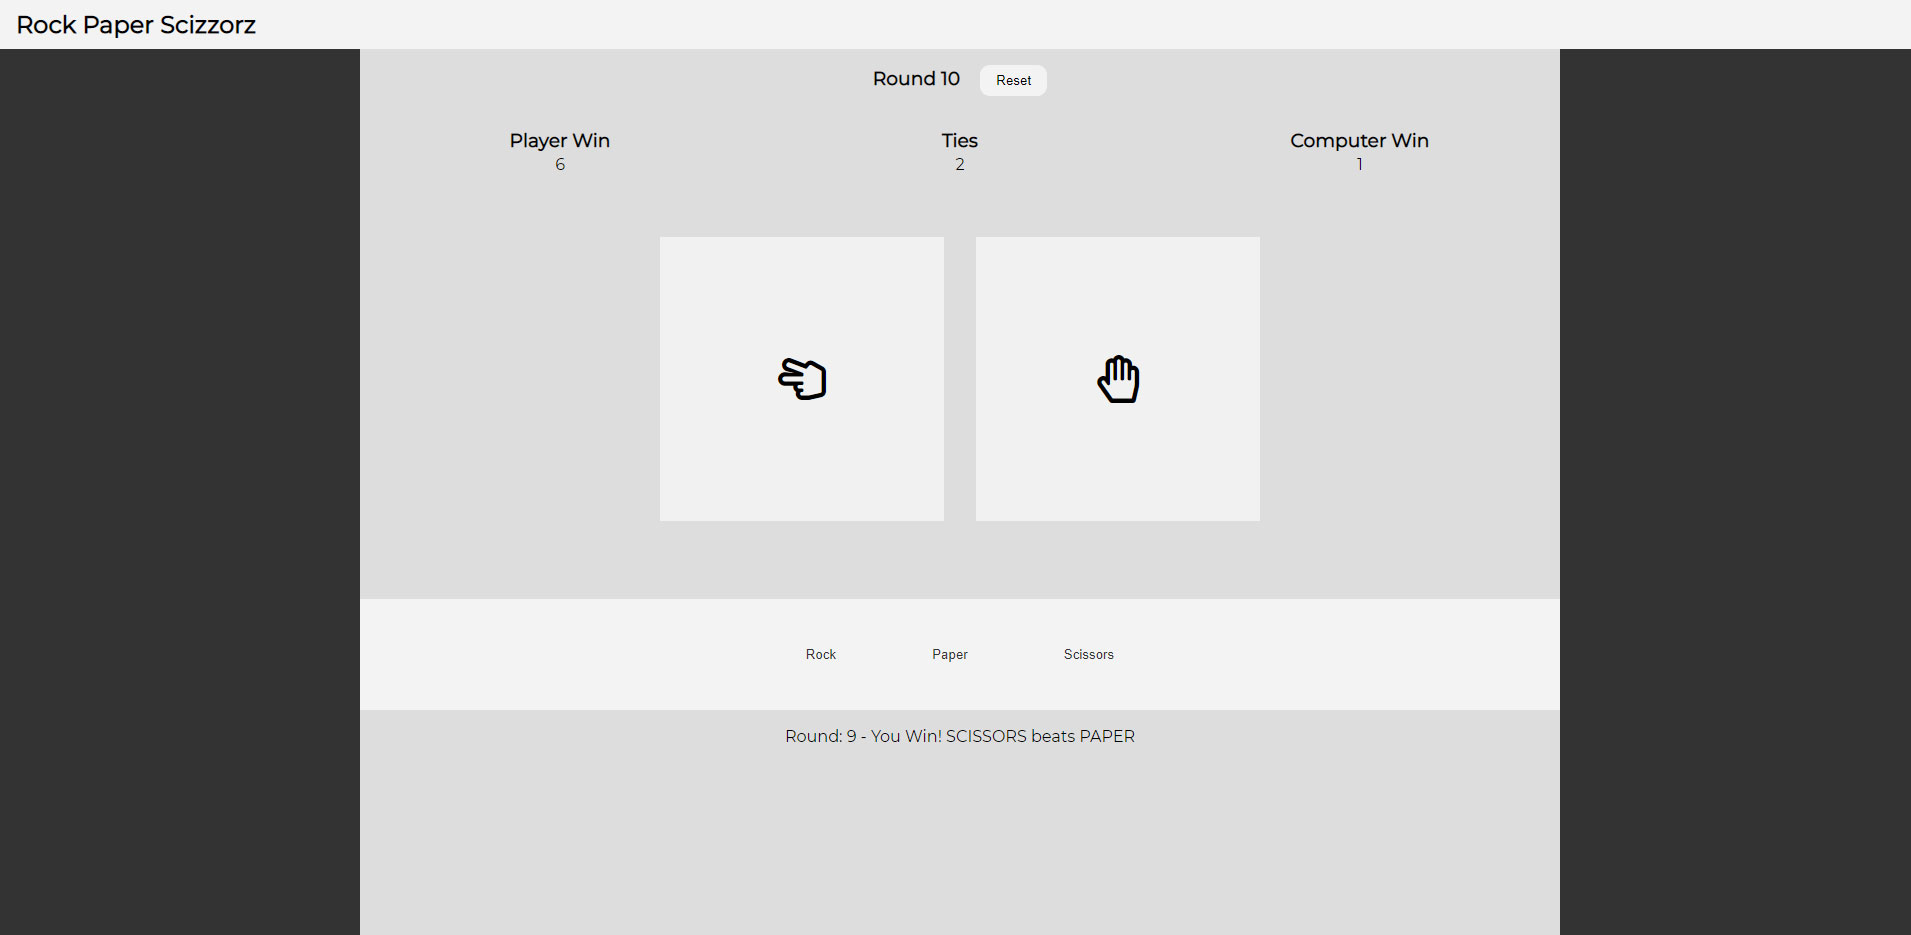 Rock Paper Scizzorz
Round 10 Reset
Player Win Ties Computer Win
6 2 1
Rock Paper Scissors
Round: 9 - You Win! SCISSORS beats PAPER